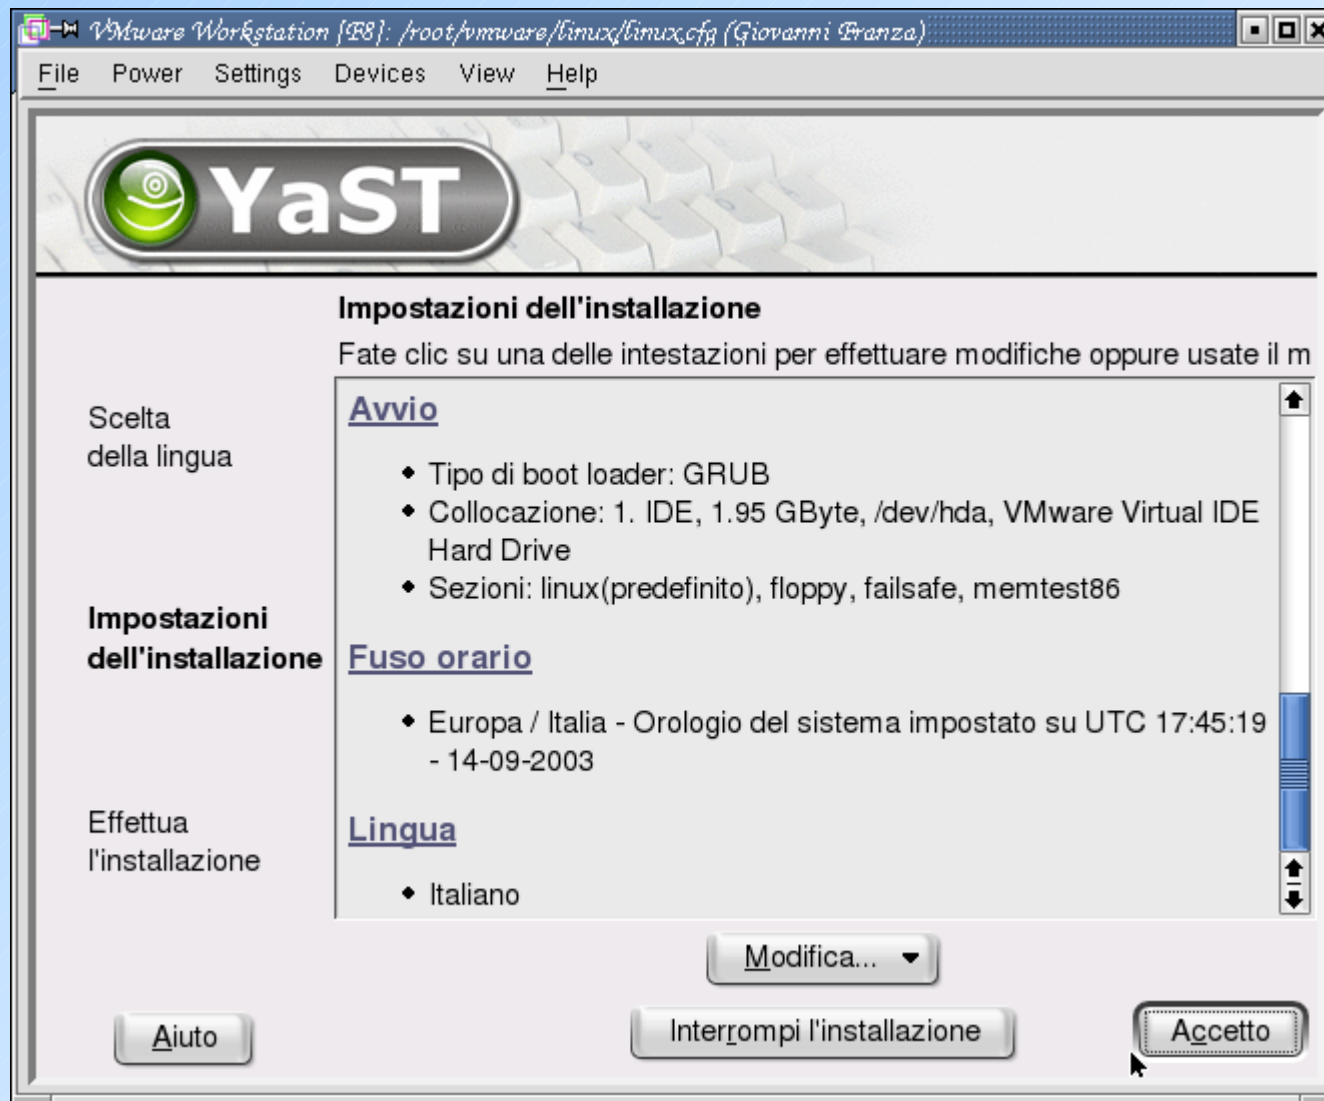 VMware Workstation [F8]: /root/vmware/linux/linux.cfg (Giovanni Franza)
File Power Settings Devices View Help
YaST
Impostazioni dell'installazione
Fate clic su una delle intestazioni per effettuare modifiche oppure usate il m
Scelta
della lingua
Impostazioni
dell'installazione
Effettua
l'installazione
Avvio
Tipo di boot loader: GRUB
Collocazione: 1. IDE, 1.95 GByte, /dev/hda, VMware Virtual IDE
Hard Drive
Sezioni: linux(predefinito), floppy, failsafe, memtest86
Fuso orario
Europa / Italia - Orologio del sistema impostato su UTC 17:45:19
- 14-09-2003
Lingua
Italiano
Modifica...
Aiuto
Interrompi l'installazione
Accetto